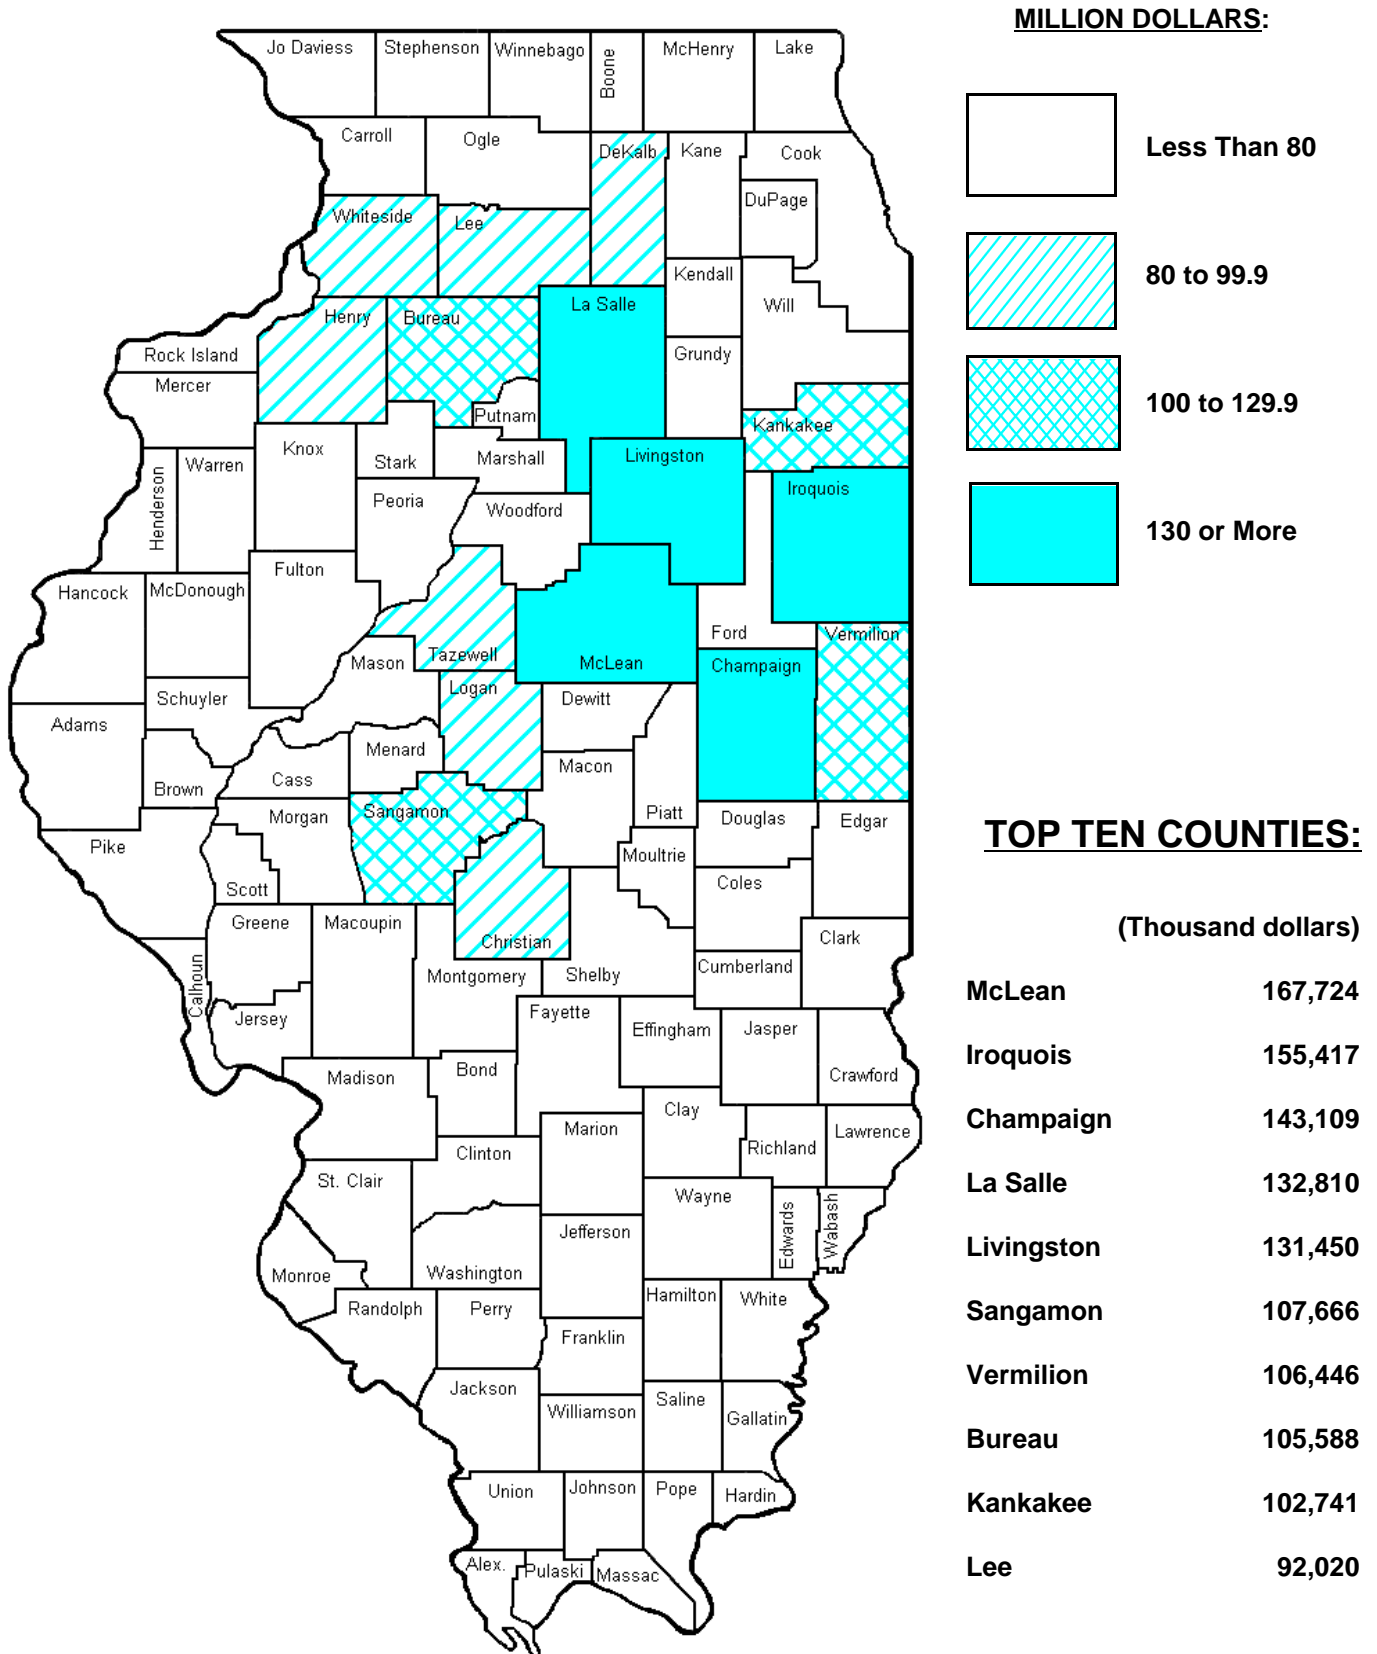 MILLION DOLLARS:
Less Than 80
80 to 99.9
100 to 129.9
130 or More
Jo Daviess
Stephenson
Winnebago
Boone
McHenry
Lake
Carroll
Ogle
DeKalb
Kane
Cook
DuPage
Whiteside
Lee
Kendall
Will
La Salle
Henry
Bureau
Rock Island
Grundy
Mercer
Putnam
Kankakee
Knox
Stark
Marshall
Livingston
Warren
Henderson
Peoria
Woodford
Iroquois
Hancock
McDonough
Fulton
Ford
Vermilion
Mason
Tazewell
McLean
Champaign
Schuyler
Logan
Dewitt
Adams
Menard
Cass
Macon
Brown
Morgan
Sangamon
Piatt
Douglas
Edgar
Pike
Moultrie
Scott
Coles
Greene
Macoupin
Christian
Clark
Calhoun
Montgomery
Shelby
Cumberland
Jersey
Fayette
Effingham
Jasper
Crawford
Madison
Bond
Clay
Marion
Richland
Lawrence
Clinton
St. Clair
Wayne
Edwards
Wabash
Jefferson
Monroe
Washington
Hamilton
White
Randolph
Perry
Franklin
Jackson
Williamson
Saline
Gallatin
Union
Johnson
Pope
Hardin
Alex.
Pulaski
Massac
TOP TEN COUNTIES:
(Thousand dollars)
McLean 167,724
Iroquois 155,417
Champaign 143,109
La Salle 132,810
Livingston 131,450
Sangamon 107,666
Vermilion 106,446
Bureau 105,588
Kankakee 102,741
Lee 92,020